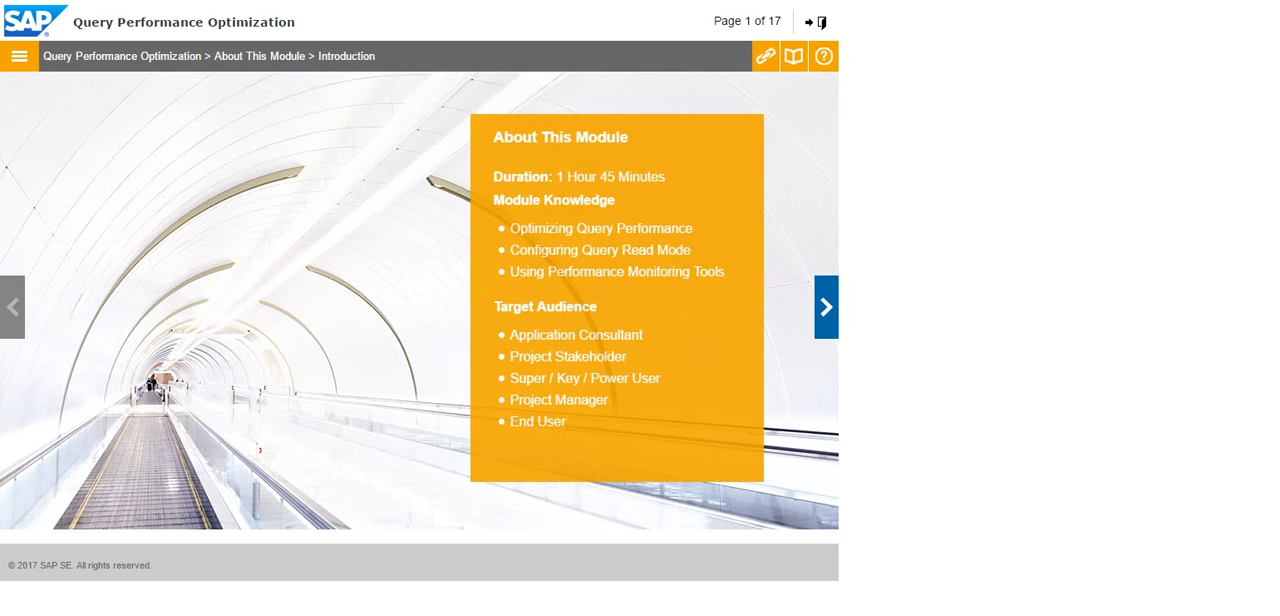 SAP ®
Query Performance Optimization
Page 1 of 17
Query Performance Optimization > About This Module > Introduction
About This Module
Duration: 1 Hour 45 Minutes
Module Knowledge
Optimizing Query Performance
Configuring Query Read Mode
Using Performance Monitoring Tools
Target Audience
Application Consultant
Project Stakeholder
Super / Key / Power User
Project Manager
End User
© 2017 SAP SE. All rights reserved.